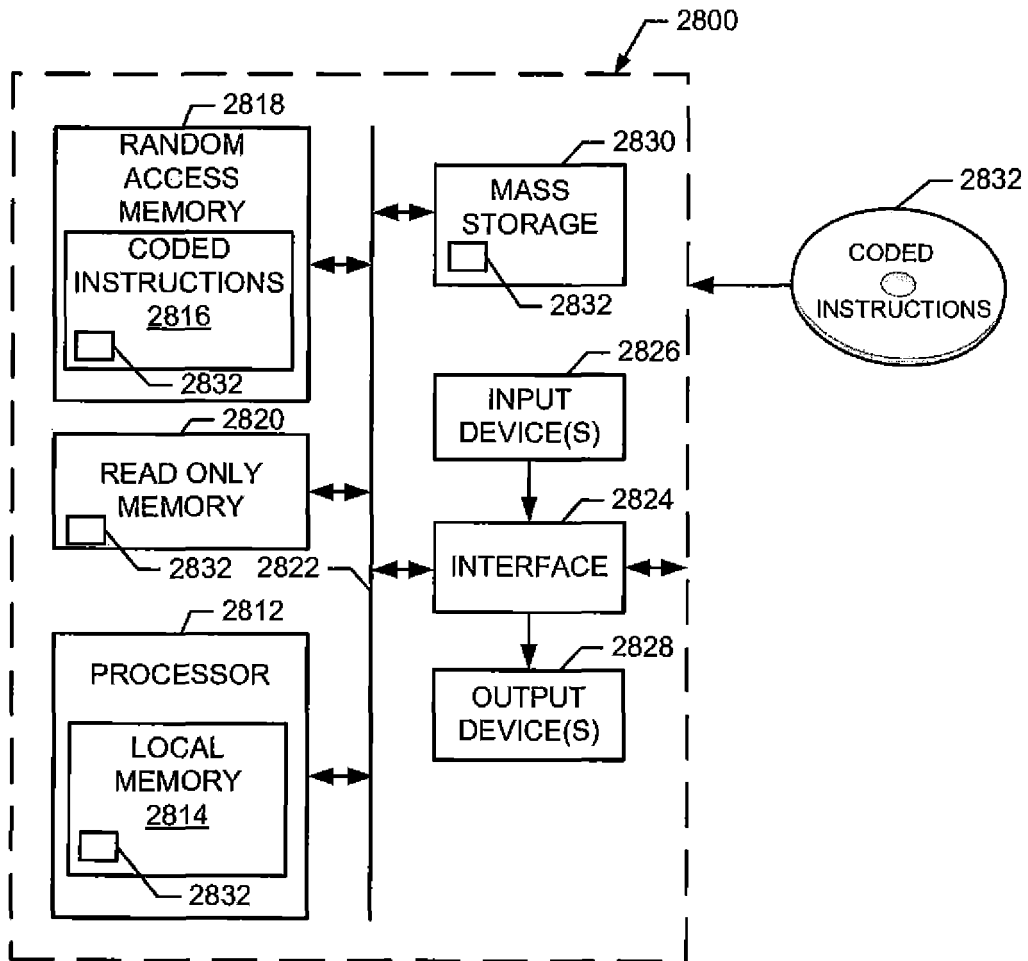 2800
2818
RANDOM
ACCESS
MEMORY
CODED
INSTRUCTIONS
2816
2832
2830
MASS
STORAGE
2832
2832
CODED
INSTRUCTIONS
2820
READ ONLY
MEMORY
2832
2822
2826
INPUT
DEVICE(S)
2824
INTERFACE
2812
PROCESSOR
LOCAL
MEMORY
2814
2832
2828
OUTPUT
DEVICE(S)